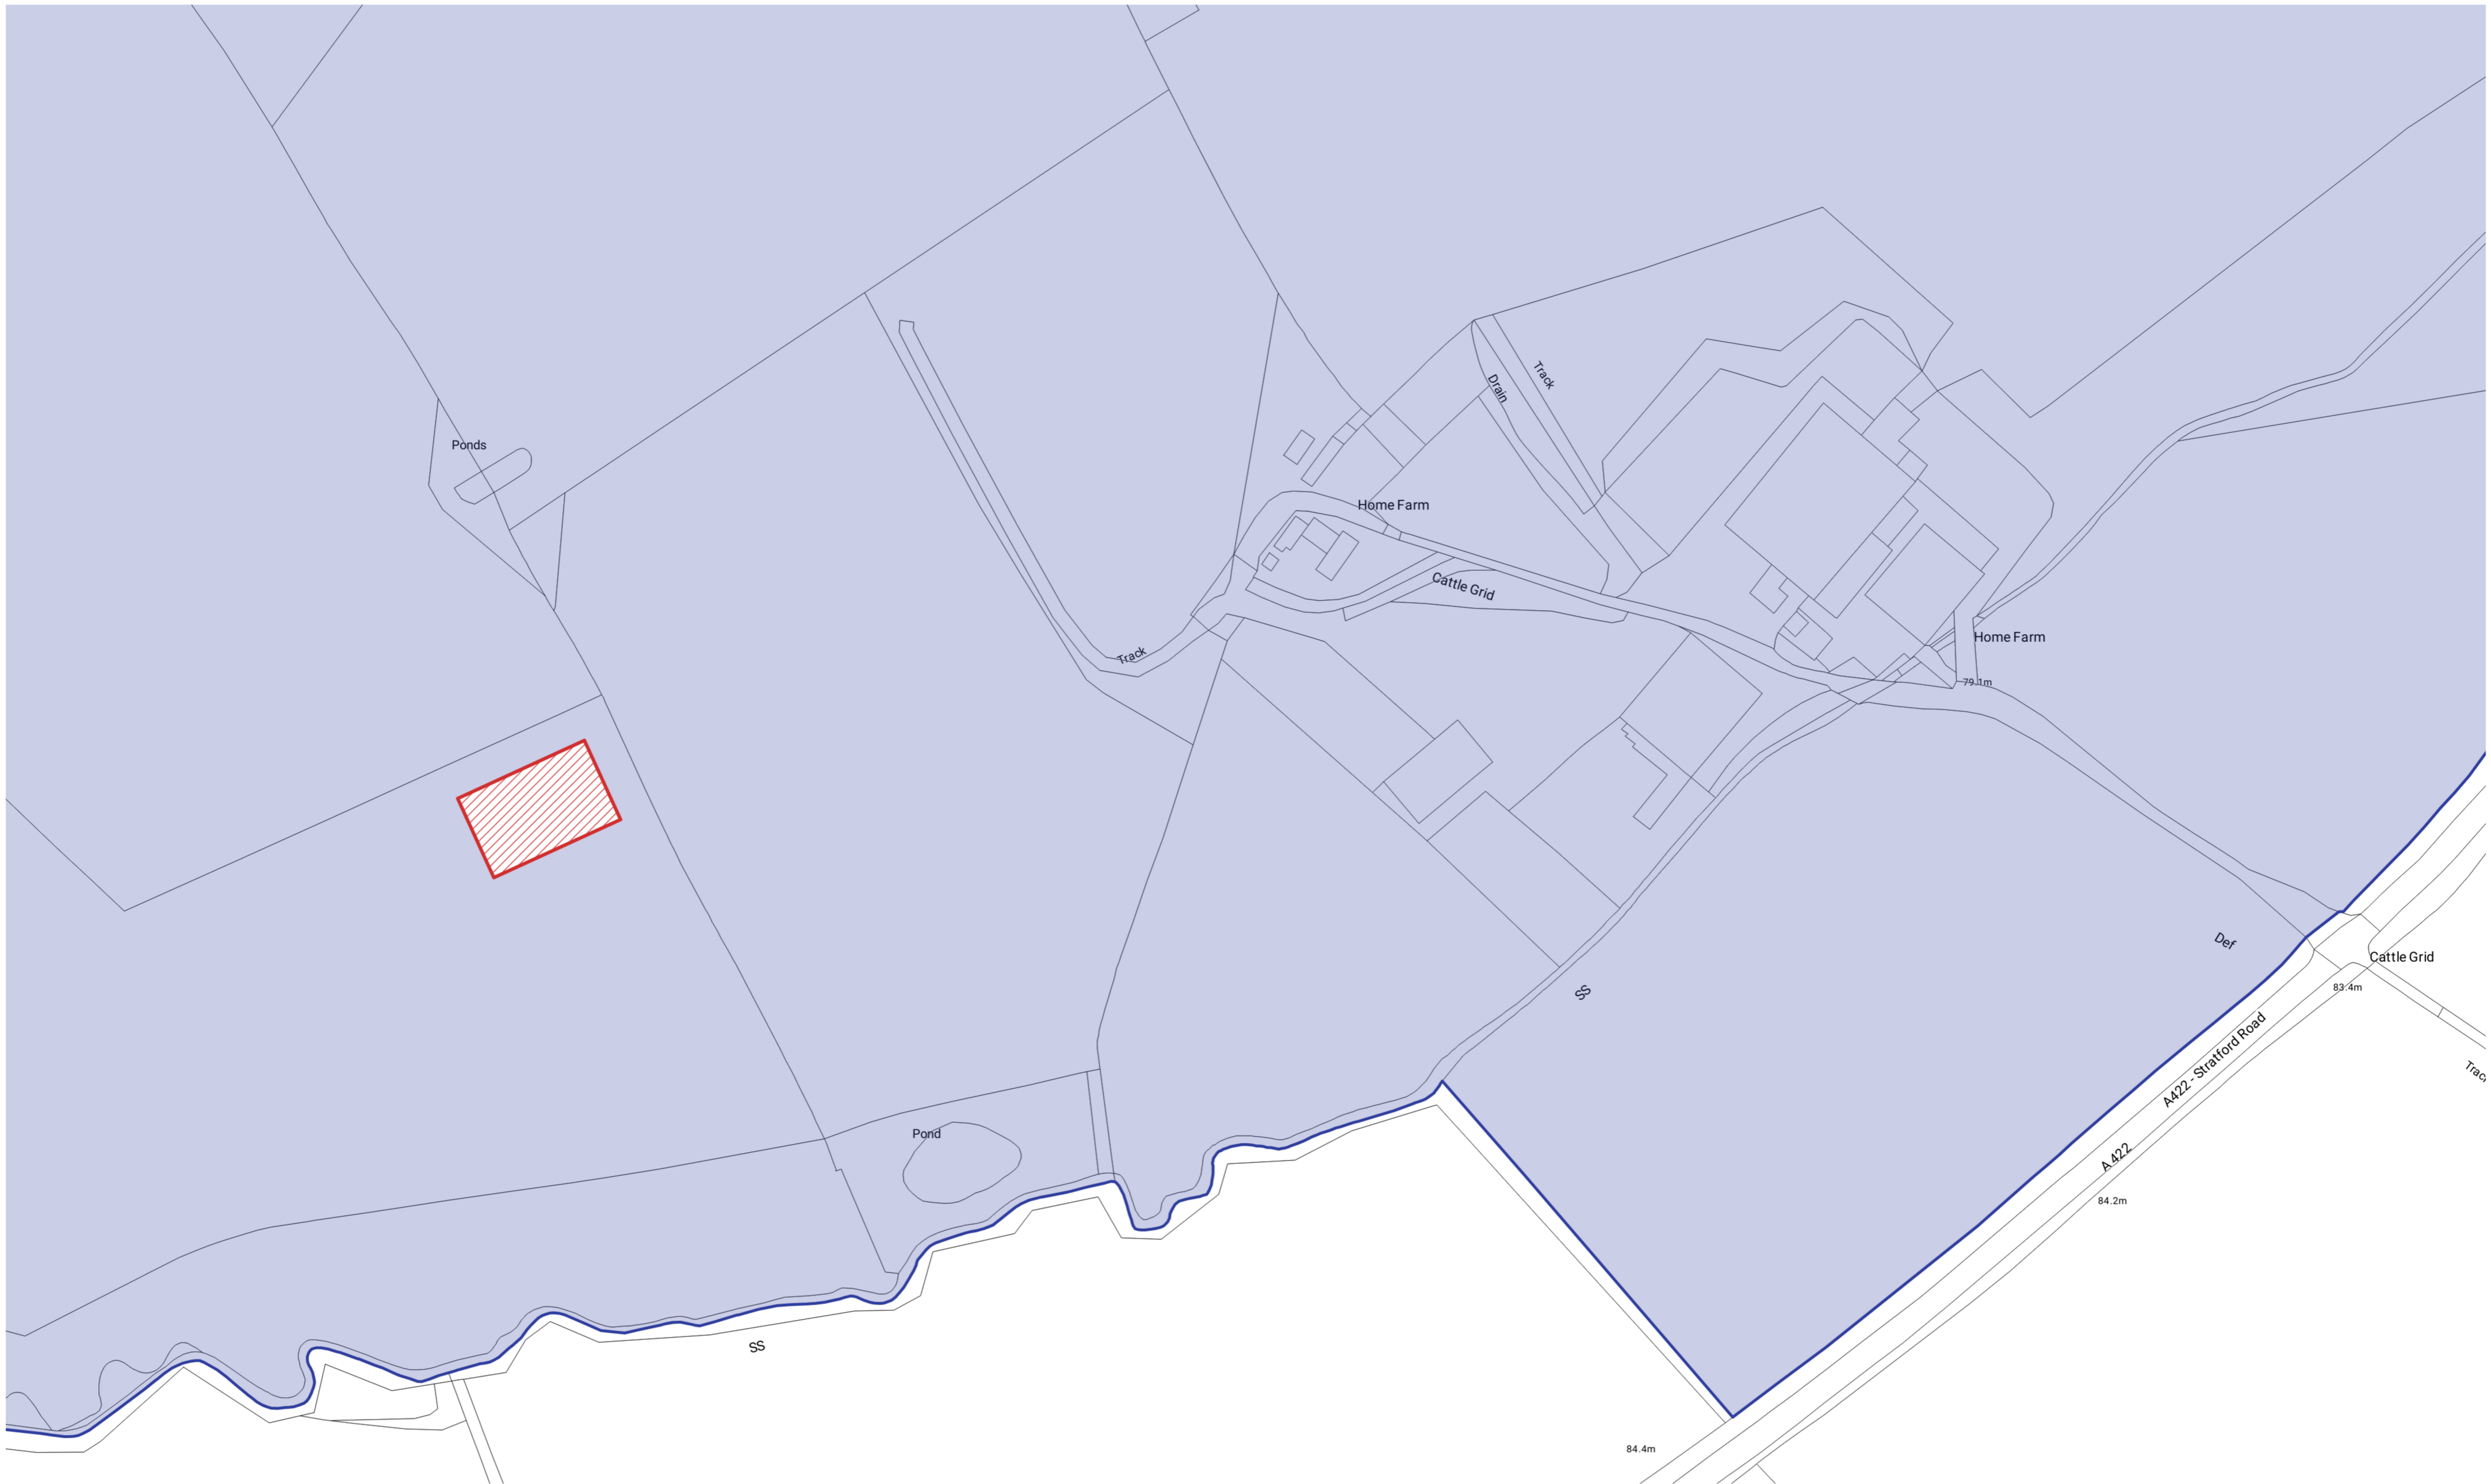 Track
Drain
Ponds
Home Farm
Cattle Grid
Home Farm
Track
79.1m
Def
Cattle Grid
83.4m
SS
A422 - Stratford Road
Pond
A 422
84.2m
SS
84.4m